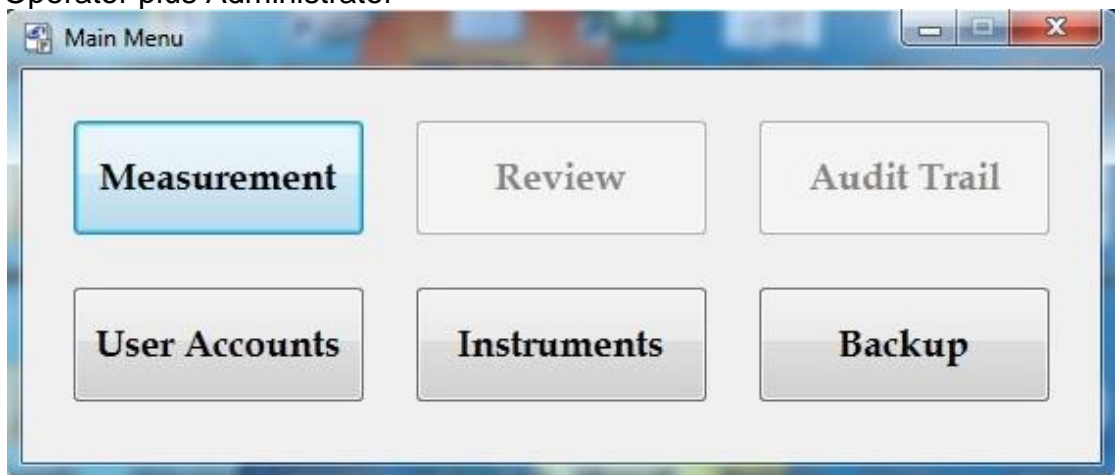 Operator plus Administrator
Main Menu
Measurement
Review
Audit Trail
User Accounts
Instruments
Backup